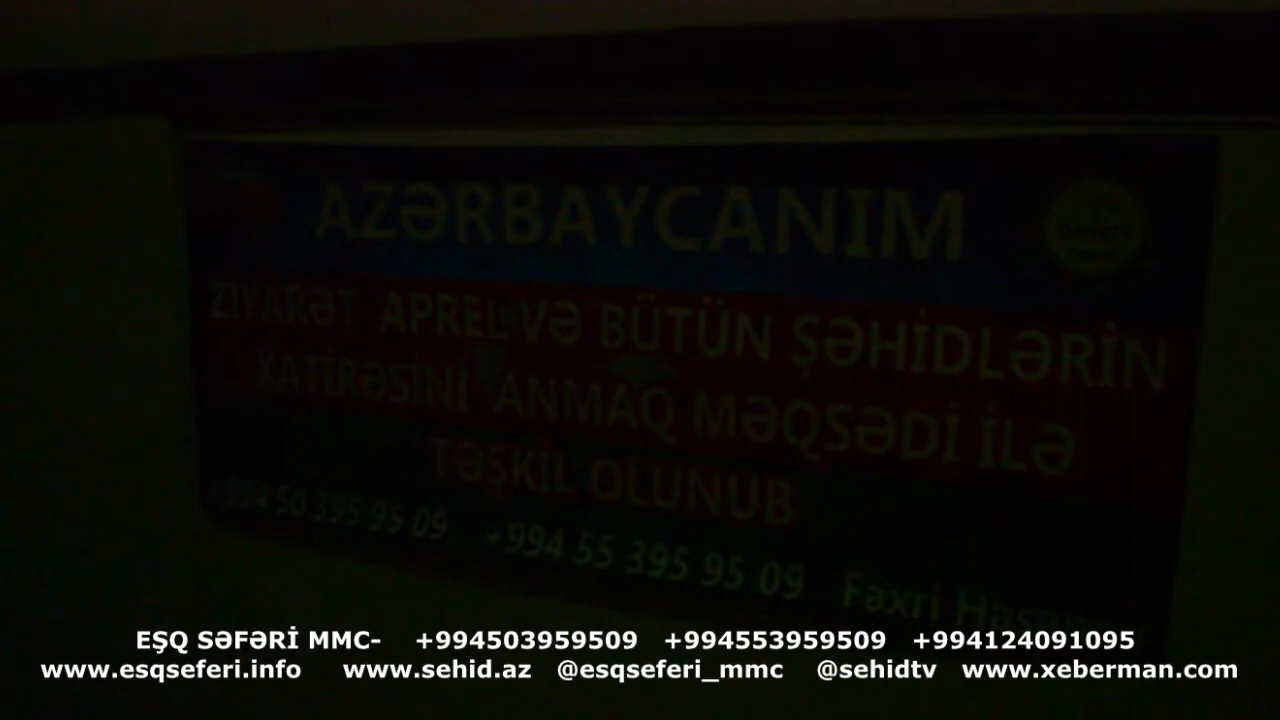 AZƏRBAYCANIM
Səfəri
ZİYARƏT APREL VƏ BÜTÜN ŞƏHİDLƏRİN
XATİRƏSİNİ ANMAQ MƏQSƏDİ İLƏ
TƏŞKİL OLUNUB
+994 50 395 95 09 +994 55 395 95 09 Fəxri
EŞQ SƏFƏRİ MMC- +994503959509 +994553959509 +994124091095
www.esqseferi.info www.sehid.az @esqseferi_mmc @sehidtv www.xeberman.com